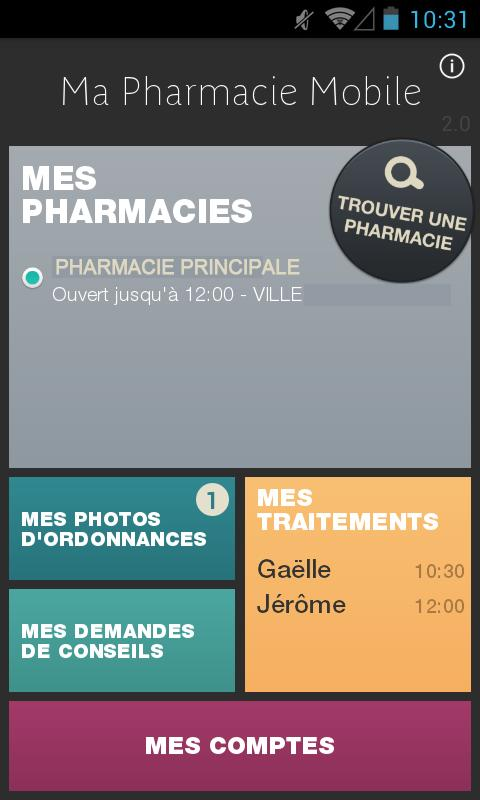 10:31
Ma Pharmacie Mobile
2.0
MES
PHARMACIES
TROUVER UNE
PHARMACIE
PHARMACIE PRINCIPALE
Ouvert jusqu'à 12:00 - VILLE
MES PHOTOS
D'ORDONNANCES
1
MES
TRAITEMENTS
Gaëlle 10:30
Jérôme 12:00
MES DEMANDES
DE CONSEILS
MES COMPTES